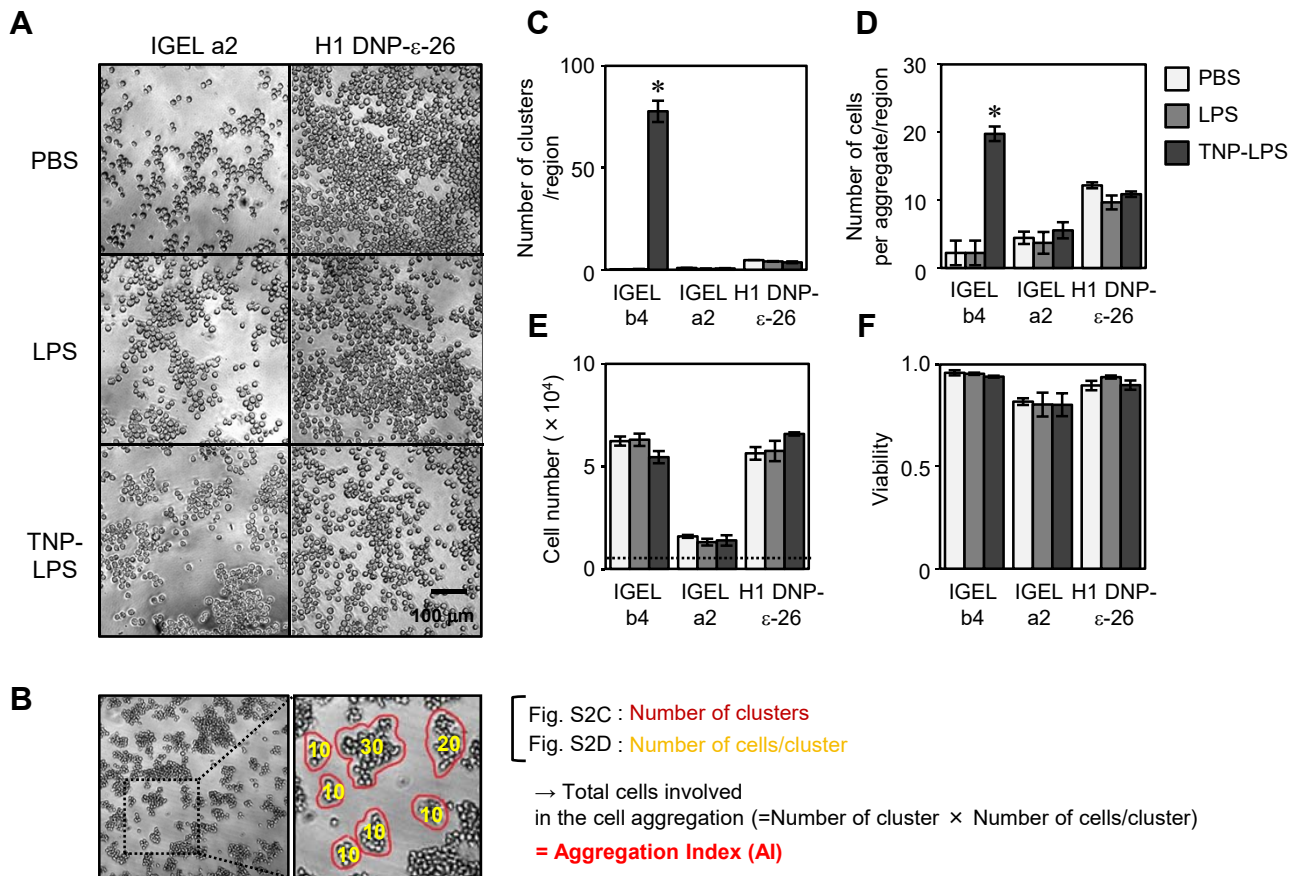 A
IGEL a2
H1 DNP-ε-26
PBS
LPS
TNP-
LPS
100 μm
B
10
30
20
10
10
10
10
Fig. S2C : Number of clusters
Fig. S2D : Number of cells/cluster
→ Total cells involved
in the cell aggregation (=Number of cluster × Number of cells/cluster)
= Aggregation Index (AI)
C
Number of clusters
/region
100
50
0
*
IGEL
b4
IGEL
a2
H1 DNP-
ε-26
D
Number of cells
per aggregate/region
30
20
10
0
*
IGEL
b4
IGEL
a2
H1 DNP-
ε-26
PBS
LPS
TNP-LPS
E
Cell number (×10⁴)
10
5
0
IGEL
b4
IGEL
a2
H1 DNP-
ε-26
F
Viability
1.0
0.5
0
IGEL
b4
IGEL
a2
H1 DNP-
ε-26